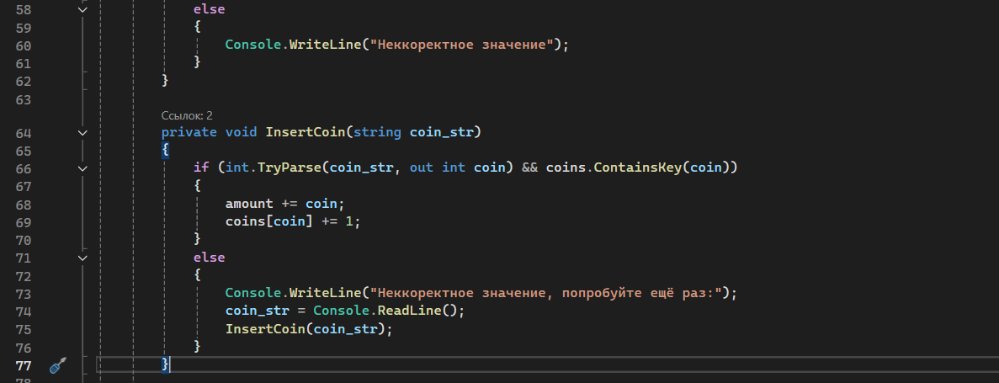 58 else
59 {
60 Console.WriteLine("Неккоректное значение");
61 }
62 }
63
Ссылок: 2
64 private void InsertCoin(string coin_str)
65 {
66 if (int.TryParse(coin_str, out int coin) && coins.ContainsKey(coin))
67 {
68 amount += coin;
69 coins[coin] += 1;
70 }
71 else
72 {
73 Console.WriteLine("Неккоректное значение, попробуйте ещё раз:");
74 coin_str = Console.ReadLine();
75 InsertCoin(coin_str);
76 }
77 }
78